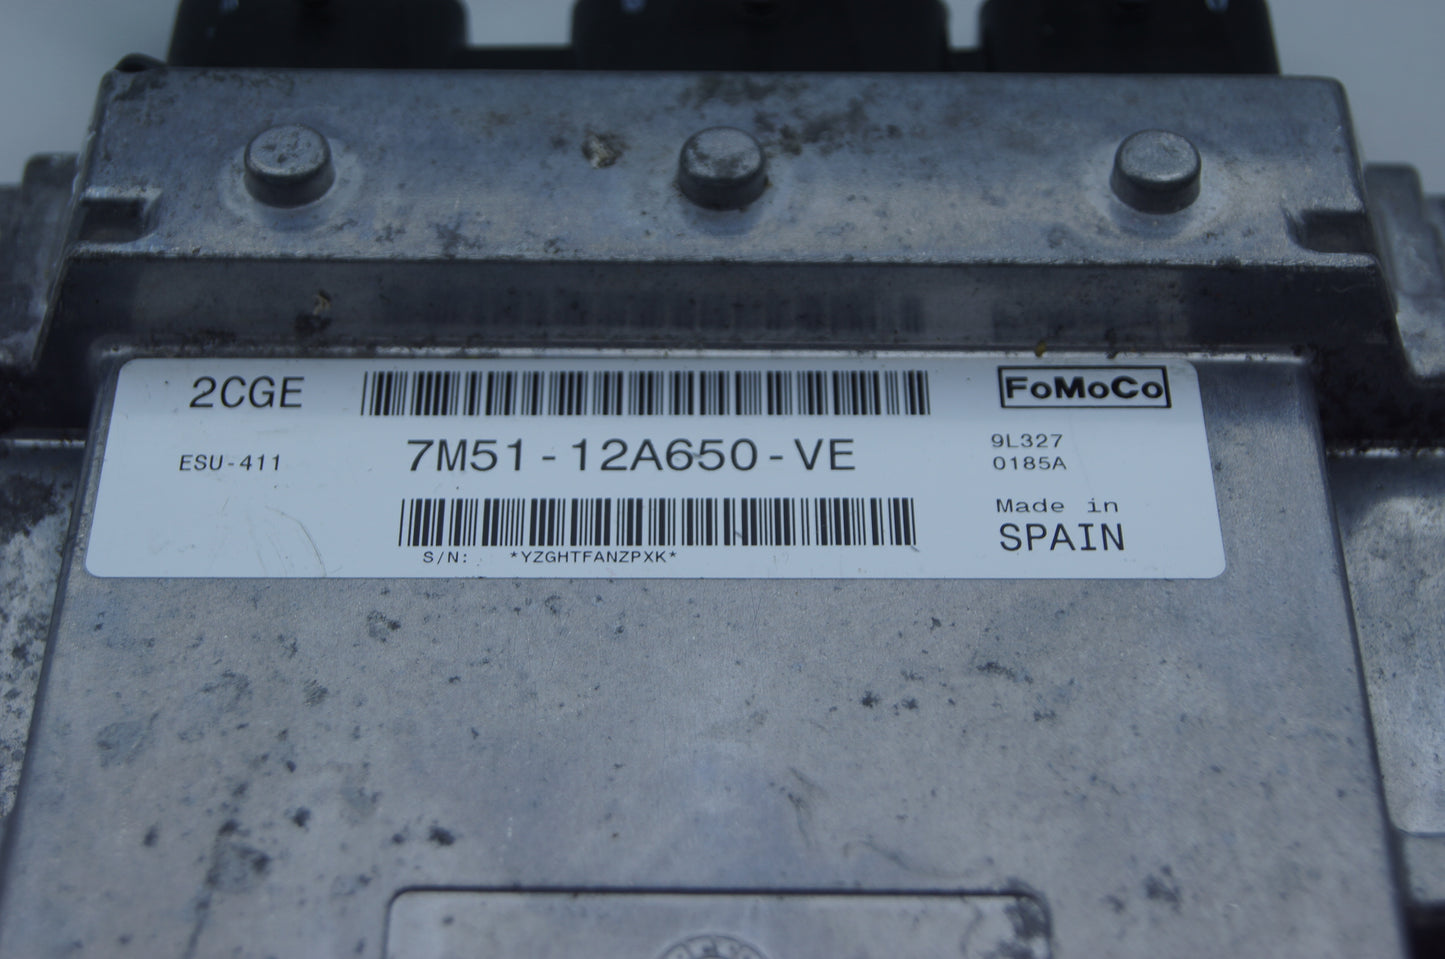 2CGE
FoMoCo
7M51-12A650-VE
ESU-411
9L327
0185A
Made in
SPAIN
S/N: *YZGHTFANZPXK*